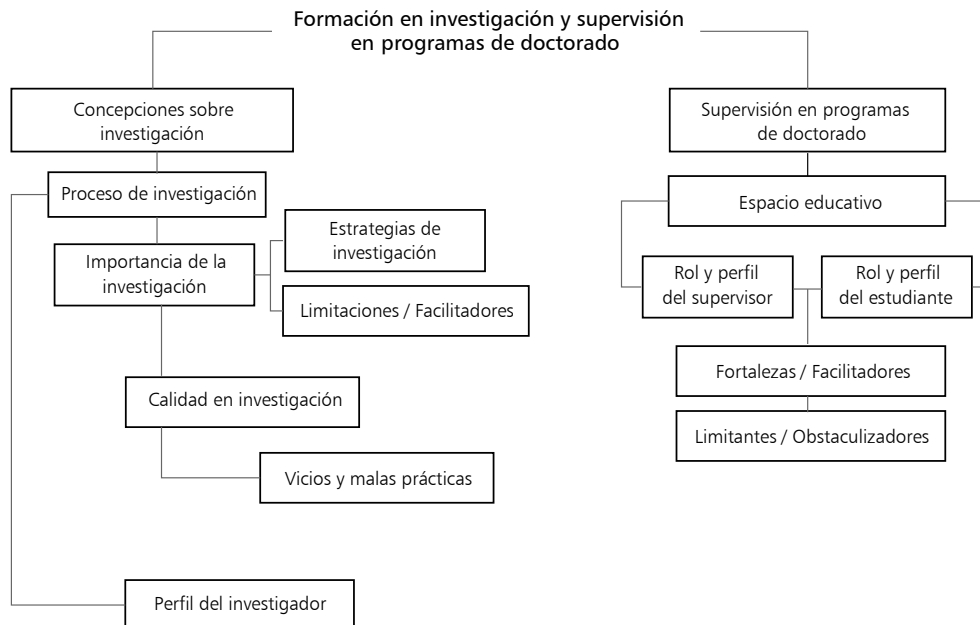 Formación en investigación y supervisión
en programas de doctorado
Concepciones sobre
investigación
Proceso de investigación
Importancia de la
investigación
Estrategias de
investigación
Limitaciones / Facilitadores
Calidad en investigación
Vicios y malas prácticas
Perfil del investigador
Supervisión en programas
de doctorado
Espacio educativo
Rol y perfil
del supervisor
Rol y perfil
del estudiante
Fortalezas / Facilitadores
Limitantes / Obstaculizadores